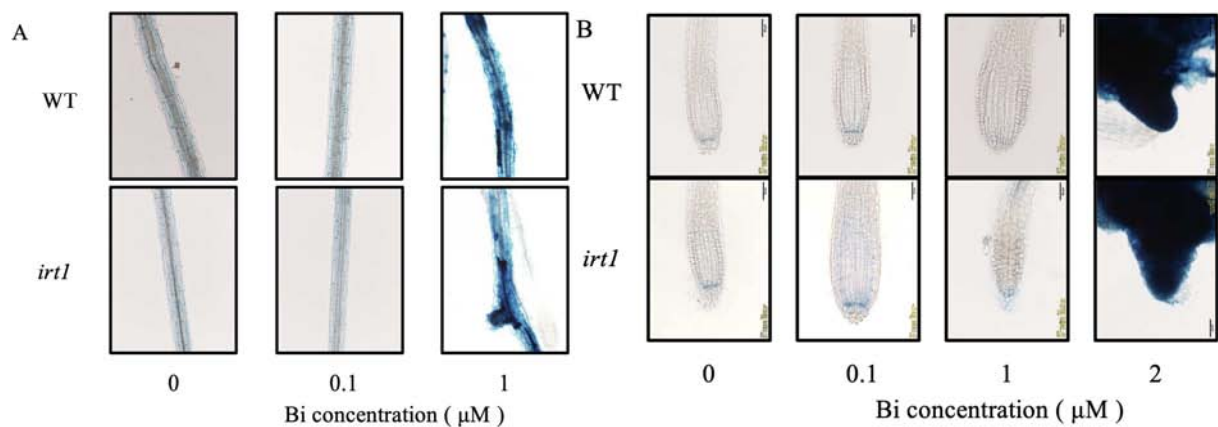 A
B
WT
WT
irt1
irt1
0
0.1
1
0
0.1
1
2
Bi concentration ( μM )
Bi concentration ( μM )